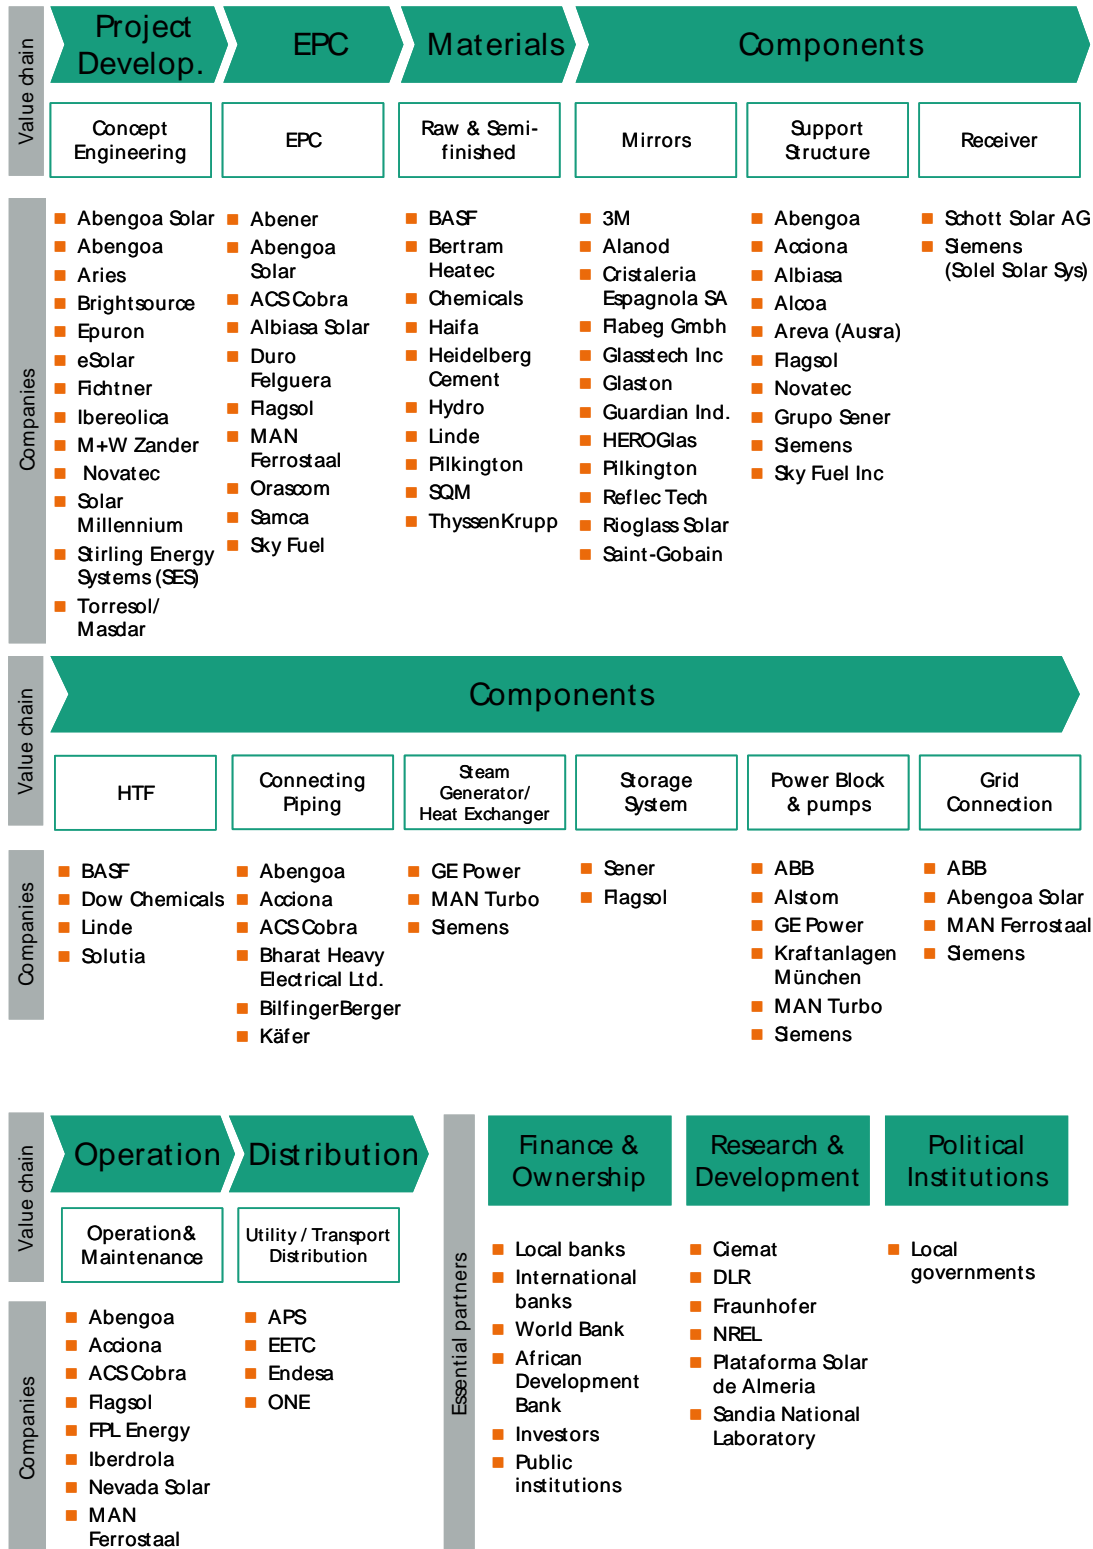 Value chain
Project
Develop.
EPC
Materials
Components
Concept
Engineering
EPC
Raw & Semi-
finished
Mirrors
Support
Structure
Receiver
Companies
Abengoa Solar
Abengoa
Aries
Brightsource
Epuron
eSolar
Fichtner
Ibereolica
M+W Zander
Novatec
Solar
Millennium
Stirling Energy
Systems (SES)
Torresol/
Masdar
Abener
Abengoa
Solar
ACS Cobra
Albiasa Solar
Duro
Felguera
Flagsol
MAN
Ferrostaal
Orascom
Samca
Sky Fuel
BASF
Bertram
Heatec
Chemicals
Haifa
Heidelberg
Cement
Hydro
Linde
Pilkington
SQM
ThyssenKrupp
3M
Alanod
Cristaleria
Espagnola SA
Flabeg Gmbh
Glasstech Inc
Glaston
Guardian Ind.
HEROGlas
Pilkington
Reflec Tech
Rioglass Solar
Saint-Gobain
Abengoa
Acciona
Albiasa
Alcoa
Areva (Ausra)
Flagsol
Novatec
Grupo Sener
Siemens
Sky Fuel Inc
Schott Solar AG
Siemens
(Solel Solar Sys)
Value chain
Components
HTF
Connecting
Piping
Steam
Generator/
Heat Exchanger
Storage
System
Power Block
& pumps
Grid
Connection
Companies
BASF
Dow Chemicals
Linde
Solutia
Abengoa
Acciona
ACS Cobra
Bharat Heavy
Electrical Ltd.
BilfingerBerger
Käfer
GE Power
MAN Turbo
Siemens
Sener
Flagsol
ABB
Alstom
GE Power
Kraftanlagen
München
MAN Turbo
Siemens
ABB
Abengoa Solar
MAN Ferrostaal
Siemens
Value chain
Operation
Distribution
Operation&
Maintenance
Utility / Transport
Distribution
Companies
Abengoa
Acciona
ACS Cobra
Flagsol
FPL Energy
Iberdrola
Nevada Solar
MAN
Ferrostaal
APS
EETC
Endesa
ONE
Essential partners
Finance &
Ownership
Research &
Development
Political
Institutions
Local banks
International
banks
World Bank
African
Development
Bank
Investors
Public
institutions
Ciemat
DLR
Fraunhofer
NREL
Plataforma Solar
de Almeria
Sandia National
Laboratory
Local
governments